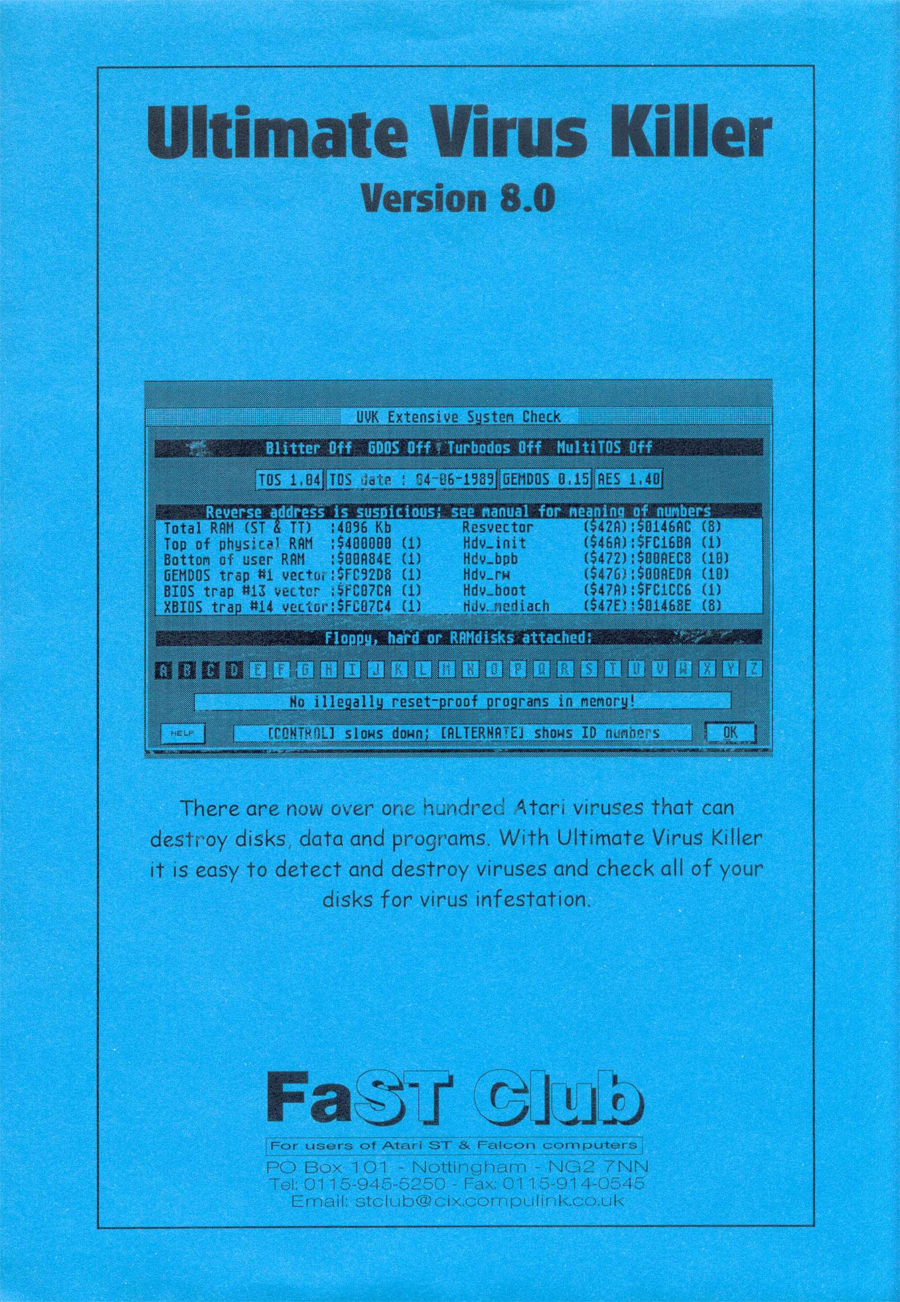 Ultimate Virus Killer
Version 8.0
UVK Extensive System Check
Blitter Off GDOS Off Turbodos Off MultiTOS Off
TOS 1.04 TOS date : 04-06-1989 GEMDOS 0.15 AES 1.40
Reverse address is suspicious; see manual for meaning of numbers
Total RAM (ST & TT) :4096 Kb Resvector ($42A):$0146AC (8)
Top of physical RAM :$400000 (1) Hdv_init ($46A):$FC16BA (1)
Bottom of user RAM :$00A84E (1) Hdv_bpb ($472):$00AEC8 (10)
GEMDOS trap #1 vector:$FC92D8 (1) Hdv_rw ($476):$00AEDA (10)
BIOS trap #13 vector :$FC07CA (1) Hdv_boot ($47A):$FC1CC6 (1)
XBIOS trap #14 vector:$FC07C4 (1) Hdv_mediach ($47E):$01468E (8)
Floppy, hard or RAMdisks attached:
A B C D E F G H I J K L M N O P Q R S T U V W X Y Z
No illegally reset-proof programs in memory!
HELP [CONTROL] slows down; [ALTERNATE] shows ID numbers OK
There are now over one hundred Atari viruses that can
destroy disks, data and programs. With Ultimate Virus Killer
it is easy to detect and destroy viruses and check all of your
disks for virus infestation.
FaST Club
For users of Atari ST & Falcon computers
PO Box 101 - Nottingham - NG2 7NN
Tel: 0115-945-5250 - Fax: 0115-914-0545
Email: stclub@cix.compulink.co.uk